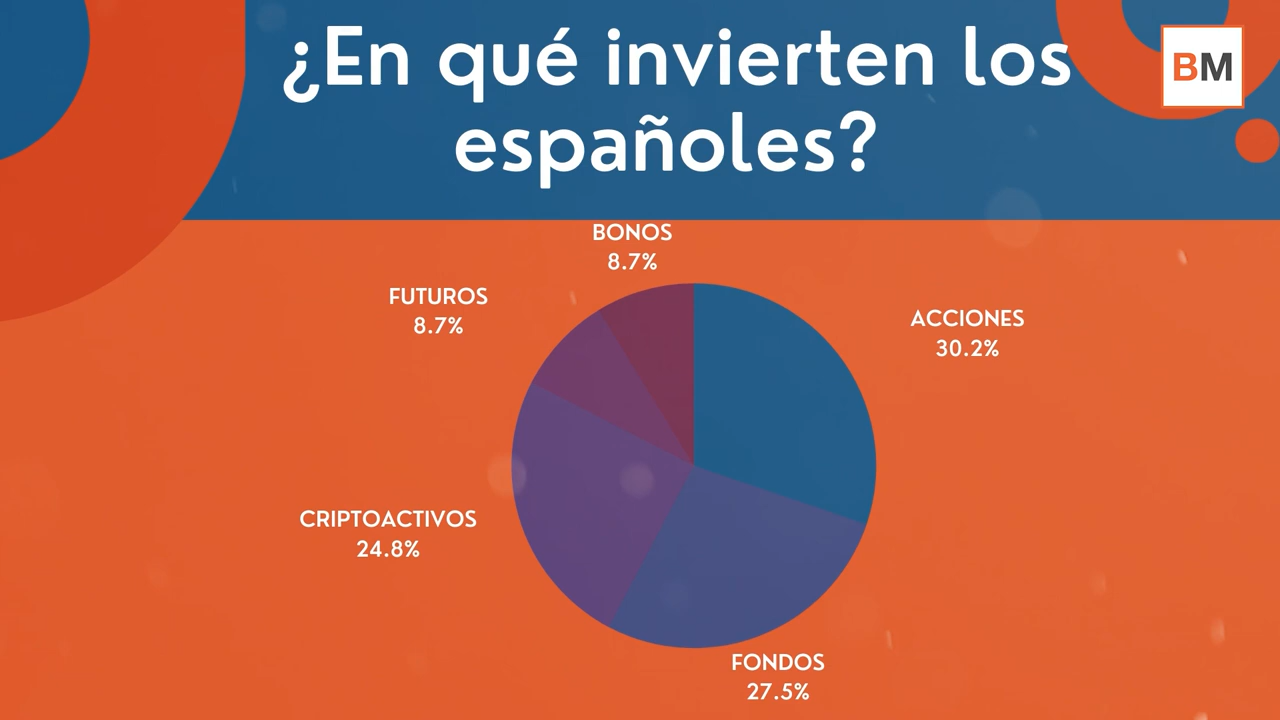 ¿En qué invierten los
españoles?
BM
BONOS
8.7%
FUTUROS
8.7%
ACCIONES
30.2%
CRIPTOACTIVOS
24.8%
FONDOS
27.5%